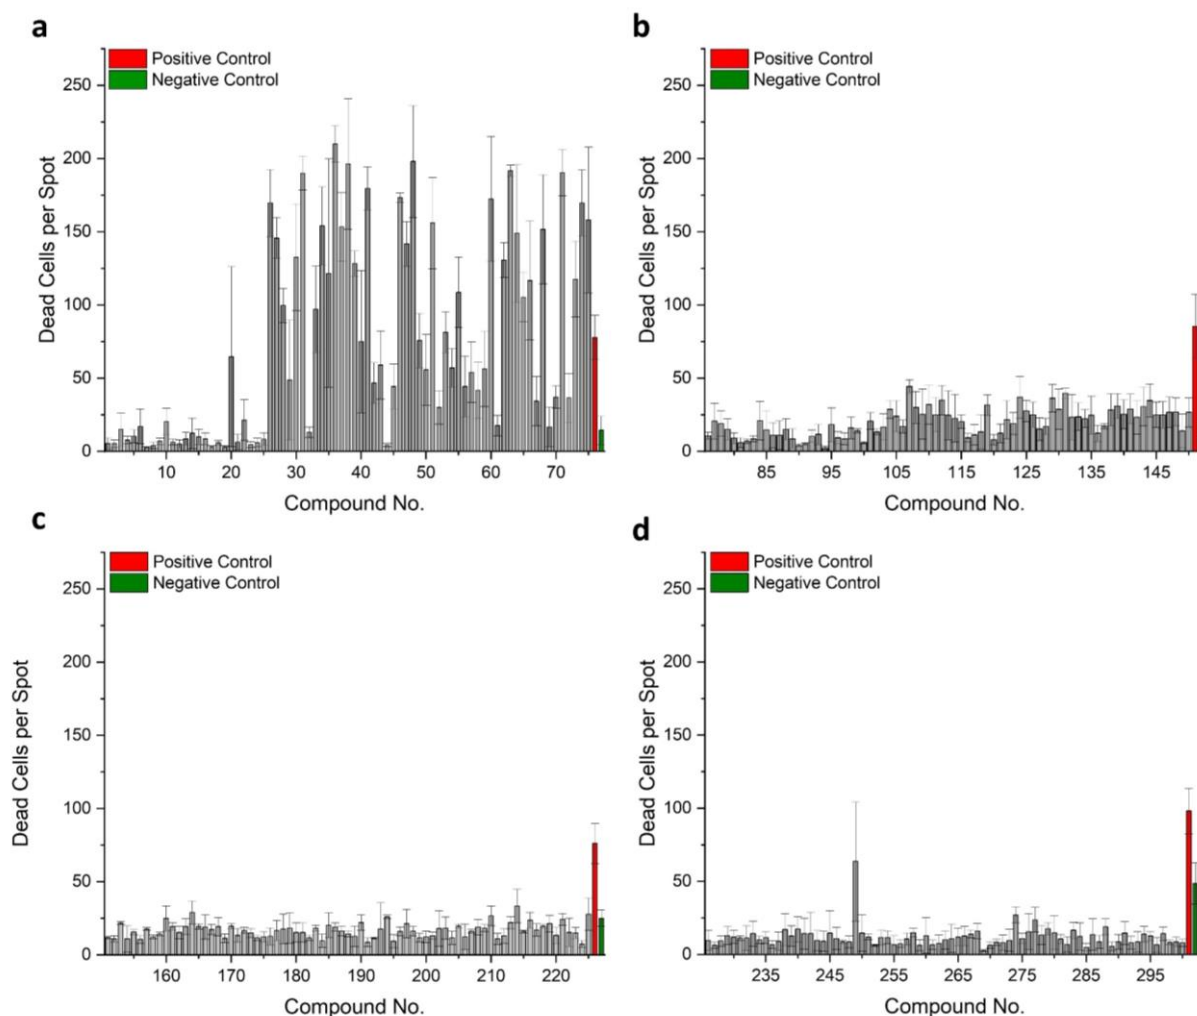 a
Positive Control
Negative Control
250
200
150
100
50
0
Dead Cells per Spot
10 20 30 40 50 60 70
Compound No.
b
Positive Control
Negative Control
250
200
150
100
50
0
Dead Cells per Spot
85 95 105 115 125 135 145
Compound No.
c
Positive Control
Negative Control
250
200
150
100
50
0
Dead Cells per Spot
160 170 180 190 200 210 220
Compound No.
d
Positive Control
Negative Control
250
200
150
100
50
0
Dead Cells per Spot
235 245 255 265 275 285 295
Compound No.